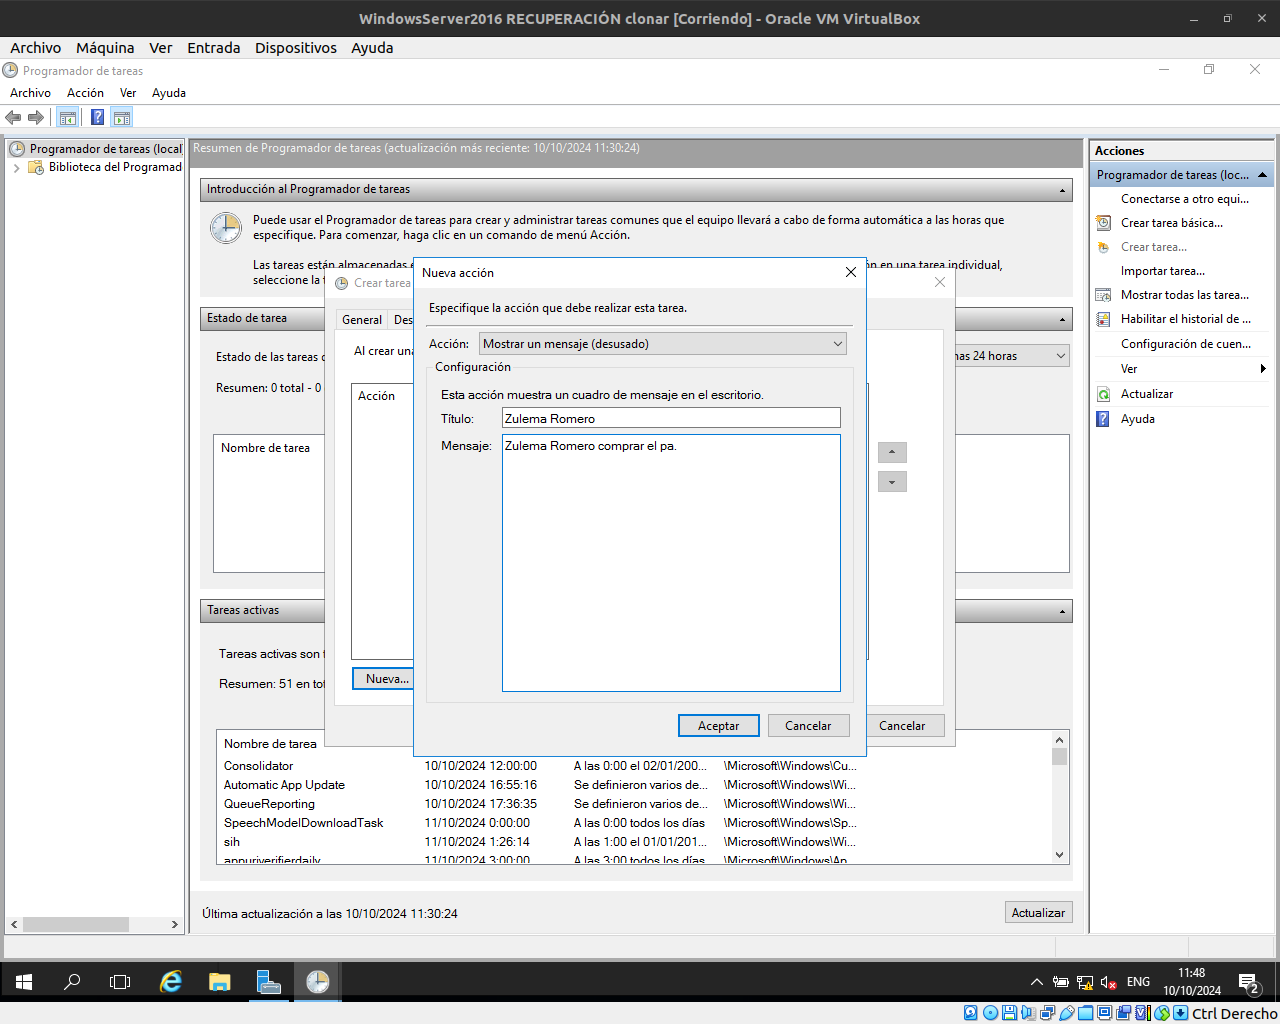 WindowsServer2016 RECUPERACIÓN clonar [Corriendo] - Oracle VM VirtualBox
Archivo Máquina Ver Entrada Dispositivos Ayuda
Programador de tareas
Archivo Acción Ver Ayuda
Programador de tareas (local
Biblioteca del Programad
Resumen de Programador de tareas (actualización más reciente: 10/10/2024 11:30:24)
Introducción al Programador de tareas
Puede usar el Programador de tareas para crear y administrar tareas comunes que el equipo llevará a cabo de forma automática a las horas que
especifique. Para comenzar, haga clic en un comando de menú Acción.
Las tareas están almacenadas e
ón en una tarea individual,
seleccione la t
Crear tarea
General Des
Al crear una
Acción
Nueva...
Cancelar
Nueva acción
Especifique la acción que debe realizar esta tarea.
Acción: Mostrar un mensaje (desusado)
Configuración
Esta acción muestra un cuadro de mensaje en el escritorio.
Título: Zulema Romero
Mensaje: Zulema Romero comprar el pa.
Aceptar Cancelar
Estado de tarea
Estado de las tareas q
nas 24 horas
Resumen: 0 total - 0
Nombre de tarea
Tareas activas
Tareas activas son t
Resumen: 51 en tot
Nombre de tarea
Consolidator 10/10/2024 12:00:00 A las 0:00 el 02/01/200... \Microsoft\Windows\Cu...
Automatic App Update 10/10/2024 16:55:16 Se definieron varios de... \Microsoft\Windows\Wi...
QueueReporting 10/10/2024 17:36:35 Se definieron varios de... \Microsoft\Windows\Wi...
SpeechModelDownloadTask 11/10/2024 0:00:00 A las 0:00 todos los días \Microsoft\Windows\Sp...
sih 11/10/2024 1:26:14 A las 1:00 el 01/01/201... \Microsoft\Windows\Wi...
appuriverifierdaily 11/10/2024 3:00:00 A las 3:00 todos los días \Microsoft\Windows\Ap
Última actualización a las 10/10/2024 11:30:24
Actualizar
Acciones
Programador de tareas (loc...
Conectarse a otro equi...
Crear tarea básica...
Crear tarea...
Importar tarea...
Mostrar todas las tarea...
Habilitar el historial de ...
Configuración de cuen...
Ver
Actualizar
Ayuda
ENG
11:48
10/10/2024
2
Ctrl Derecho